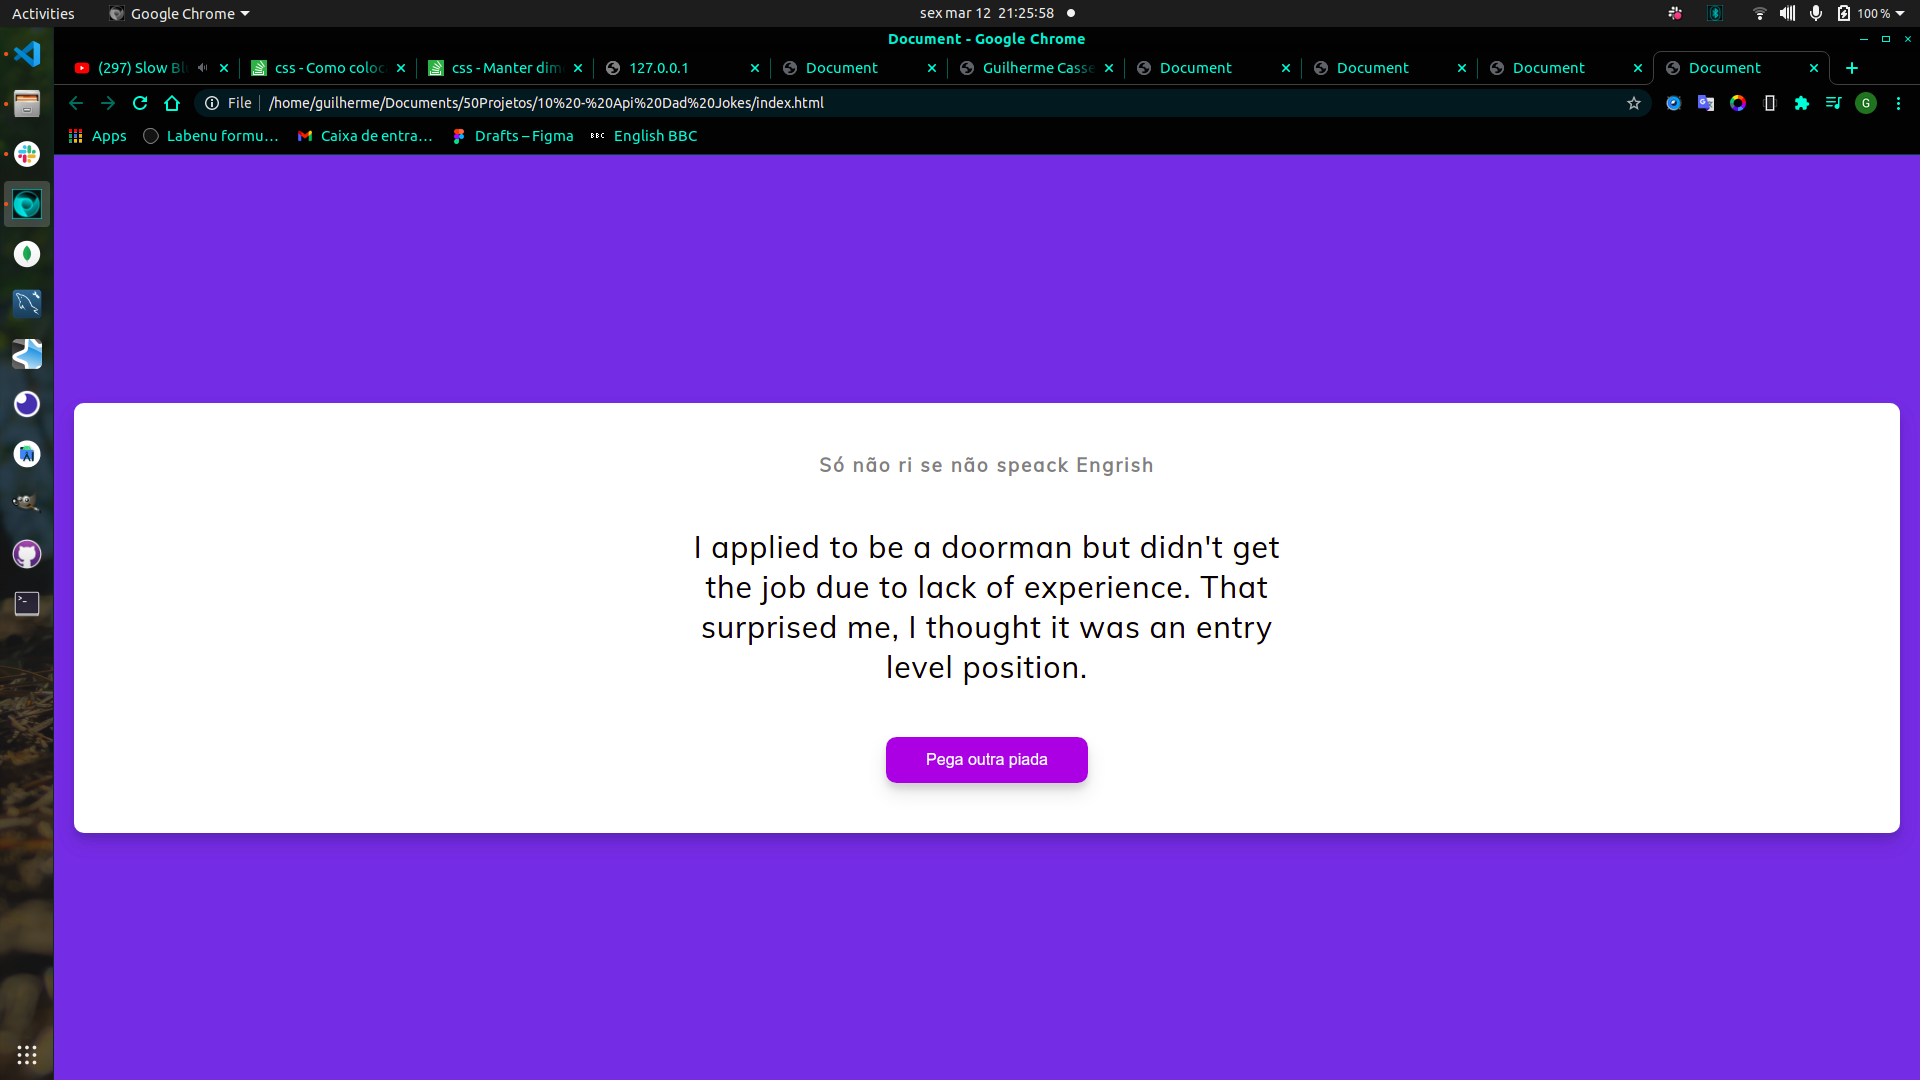 Activities
Google Chrome
sex mar 12 21:25:58
100 %
Document - Google Chrome
(297) Slow Bl
css - Como coloc
css - Manter dim
127.0.0.1
Document
Guilherme Casse
Document
Document
Document
Document
File
/home/guilherme/Documents/50Projetos/10%20-%20Api%20Dad%20Jokes/index.html
G
Apps
Labenu formu…
Caixa de entra…
Drafts – Figma
BBC
English BBC
Só não ri se não speack Engrish
I applied to be a doorman but didn't get
the job due to lack of experience. That
surprised me, I thought it was an entry
level position.
Pega outra piada